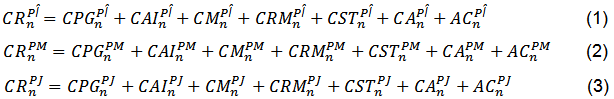 $CR_n^{PÎ} = CPG_n^{PÎ} + CAI_n^{PÎ} + CM_n^{PÎ} + CRM_n^{PÎ} + CST_n^{PÎ} + CA_n^{PÎ} + AC_n^{PÎ}$ (1)
$CR_n^{PM} = CPG_n^{PM} + CAI_n^{PM} + CM_n^{PM} + CRM_n^{PM} + CST_n^{PM} + CA_n^{PM} + AC_n^{PM}$ (2)
$CR_n^{PJ} = CPG_n^{PJ} + CAI_n^{PJ} + CM_n^{PJ} + CRM_n^{PJ} + CST_n^{PJ} + CA_n^{PJ} + AC_n^{PJ}$ (3)